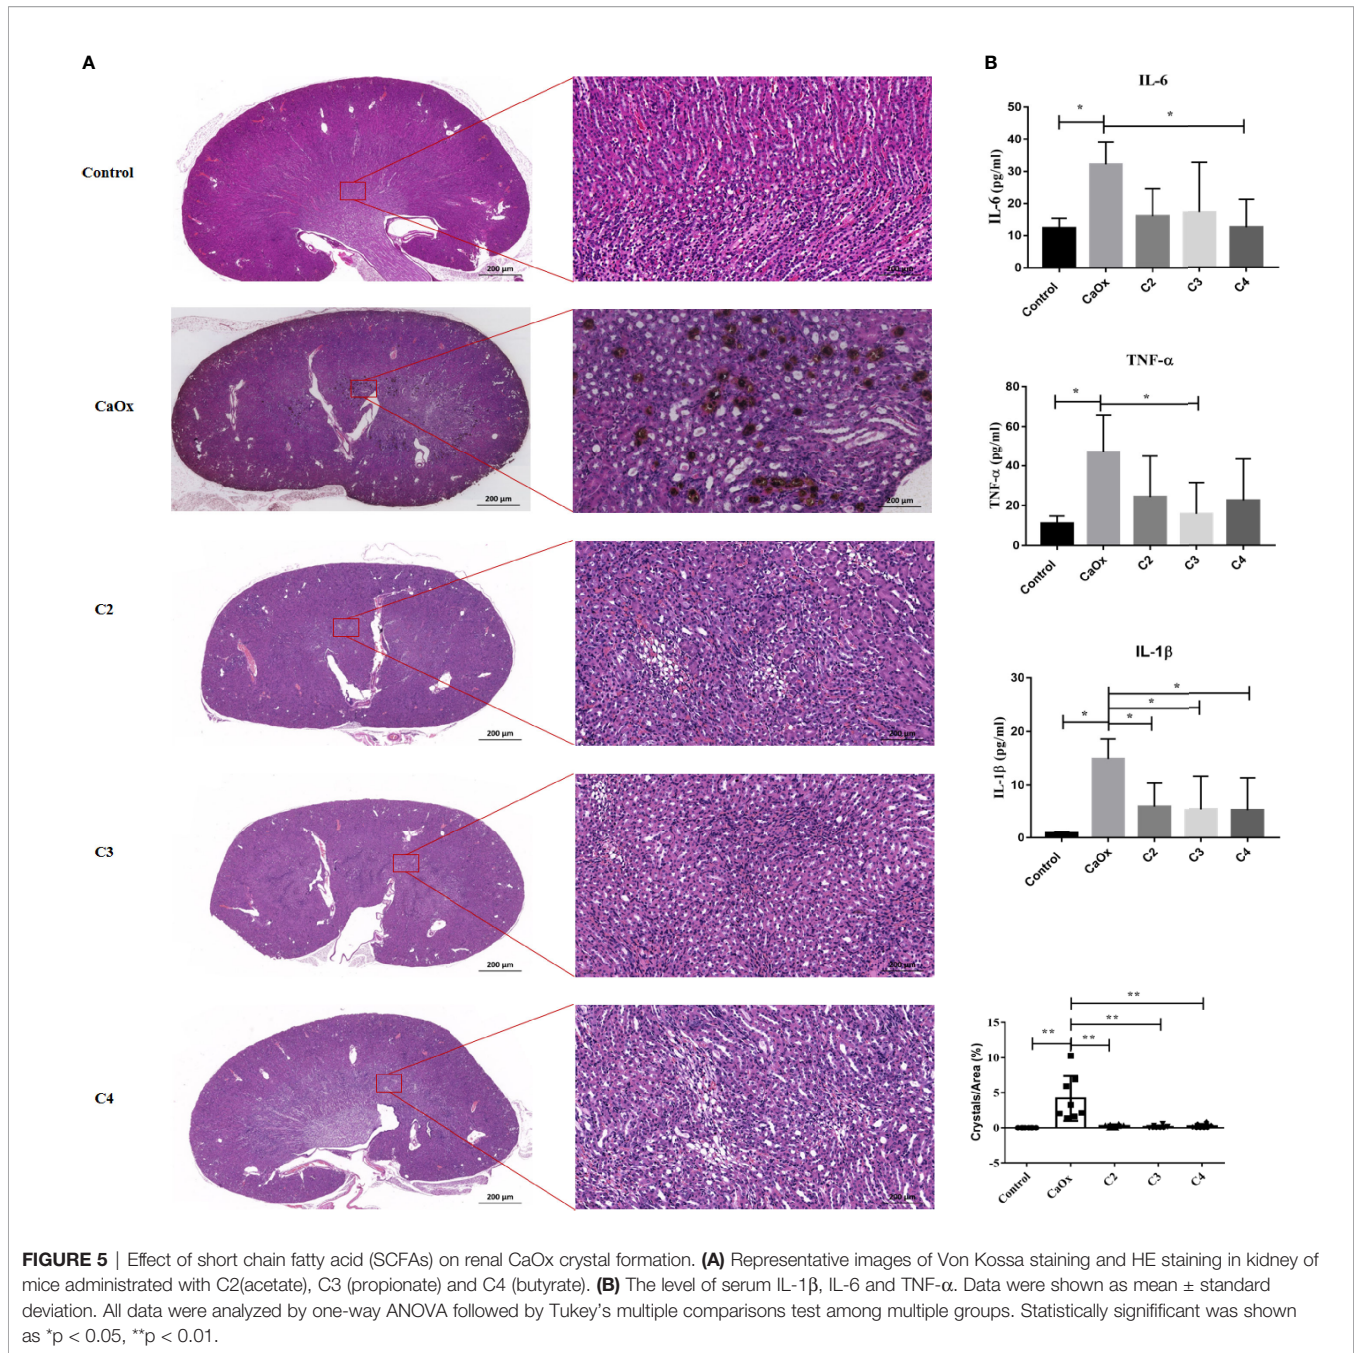 A
Control
200 µm
200 µm
CaOx
200 µm
200 µm
C2
200 µm
200 µm
C3
200 µm
200 µm
C4
200 µm
200 µm
B
IL-6
* *
50
40
30
20
10
0
IL-6 (pg/ml)
Control CaOx C2 C3 C4
TNF-α
* *
80
60
40
20
0
TNF-α (pg/ml)
Control CaOx C2 C3 C4
IL-1β
* * * *
30
20
10
0
IL-1β (pg/ml)
Control CaOx C2 C3 C4
** ** ** **
15
10
5
0
-5
Crystals/Area (%)
Control CaOx C2 C3 C4
FIGURE 5 | Effect of short chain fatty acid (SCFAs) on renal CaOx crystal formation. (A) Representative images of Von Kossa staining and HE staining in kidney of
mice administrated with C2(acetate), C3 (propionate) and C4 (butyrate). (B) The level of serum IL-1β, IL-6 and TNF-α. Data were shown as mean ± standard
deviation. All data were analyzed by one-way ANOVA followed by Tukey's multiple comparisons test among multiple groups. Statistically signifificant was shown
as *p < 0.05, **p < 0.01.